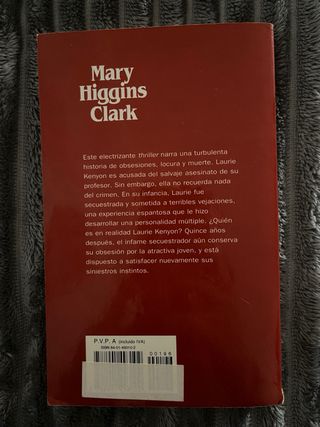 Mary
Higgins
Clark
Este electrizante thriller narra una turbulenta
historia de obsesiones, locura y muerte. Laurie
Kenyon es acusada del salvaje asesinato de su
profesor. Sin embargo, ella no recuerda nada
del crimen. En su infancia, Laurie fue
secuestrada y sometida a terribles vejaciones,
una experiencia espantosa que le hizo
desarrollar una personalidad múltiple. ¿Quién
es en realidad Laurie Kenyon? Quince años
después, el infame secuestrador aún conserva
su obsesión por la atractiva joven, y está
dispuesto a satisfacer nuevamente sus
siniestros instintos.
P.V.P. A (incluido IVA)
00196